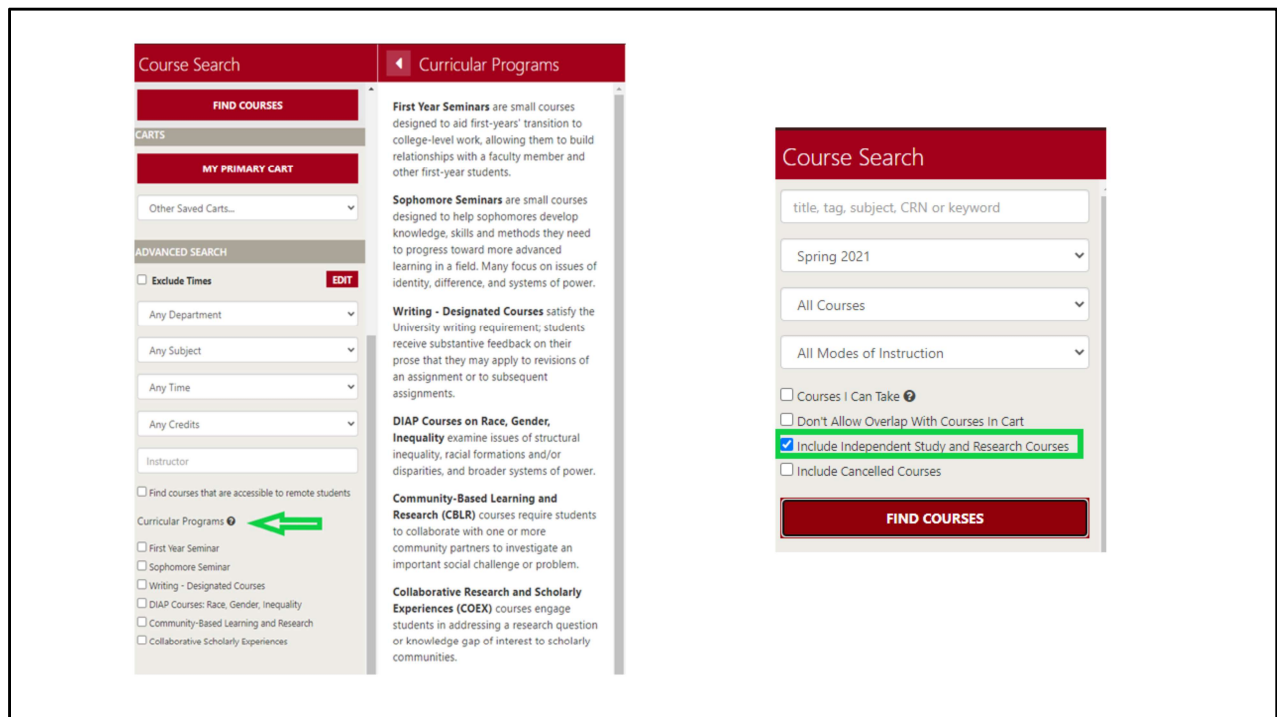 Course Search
FIND COURSES
CARTS
MY PRIMARY CART
Other Saved Carts...
ADVANCED SEARCH
Exclude Times
EDIT
Any Department
Any Subject
Any Time
Any Credits
Instructor
Find courses that are accessible to remote students
Curricular Programs ?
First Year Seminar
Sophomore Seminar
Writing - Designated Courses
DIAP Courses: Race, Gender, Inequality
Community-Based Learning and Research
Collaborative Scholarly Experiences
Curricular Programs
First Year Seminars are small courses
designed to aid first-years' transition to
college-level work, allowing them to build
relationships with a faculty member and
other first-year students.
Sophomore Seminars are small courses
designed to help sophomores develop
knowledge, skills and methods they need
to progress toward more advanced
learning in a field. Many focus on issues of
identity, difference, and systems of power.
Writing - Designated Courses satisfy the
University writing requirement; students
receive substantive feedback on their
prose that they may apply to revisions of
an assignment or to subsequent
assignments.
DIAP Courses on Race, Gender,
Inequality examine issues of structural
inequality, racial formations and/or
disparities, and broader systems of power.
Community-Based Learning and
Research (CBLR) courses require students
to collaborate with one or more
community partners to investigate an
important social challenge or problem.
Collaborative Research and Scholarly
Experiences (COEX) courses engage
students in addressing a research question
or knowledge gap of interest to scholarly
communities.
Course Search
title, tag, subject, CRN or keyword
Spring 2021
All Courses
All Modes of Instruction
Courses I Can Take ?
Don't Allow Overlap With Courses In Cart
Include Independent Study and Research Courses
Include Cancelled Courses
FIND COURSES